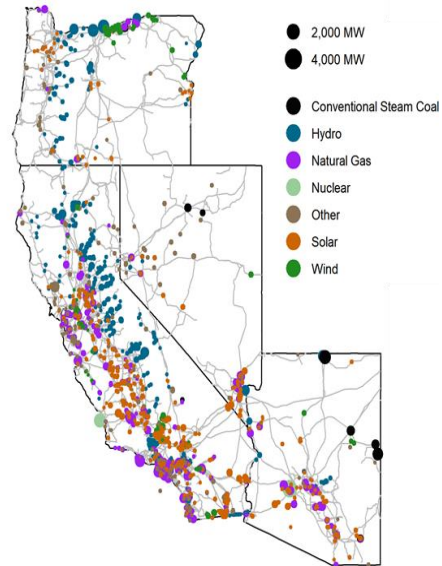 2,000 MW
4,000 MW
Conventional Steam Coal
Hydro
Natural Gas
Nuclear
Other
Solar
Wind